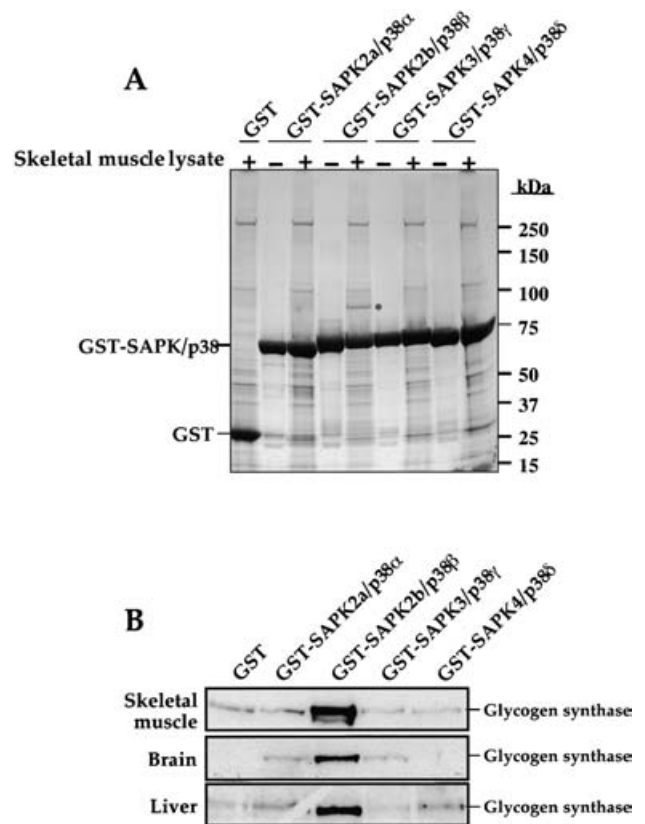 A
GST
GST-SAPK2a/p38α
GST-SAPK2b/p38β
GST-SAPK3/p38γ
GST-SAPK4/p38δ
Skeletal muscle lysate + − + − + − + − +
kDa
250
150
100
75
GST-SAPK/p38
50
37
GST
25
15
B
GST
GST-SAPK2a/p38α
GST-SAPK2b/p38β
GST-SAPK3/p38γ
GST-SAPK4/p38δ
Skeletal
muscle
Glycogen synthase
Brain
Glycogen synthase
Liver
Glycogen synthase